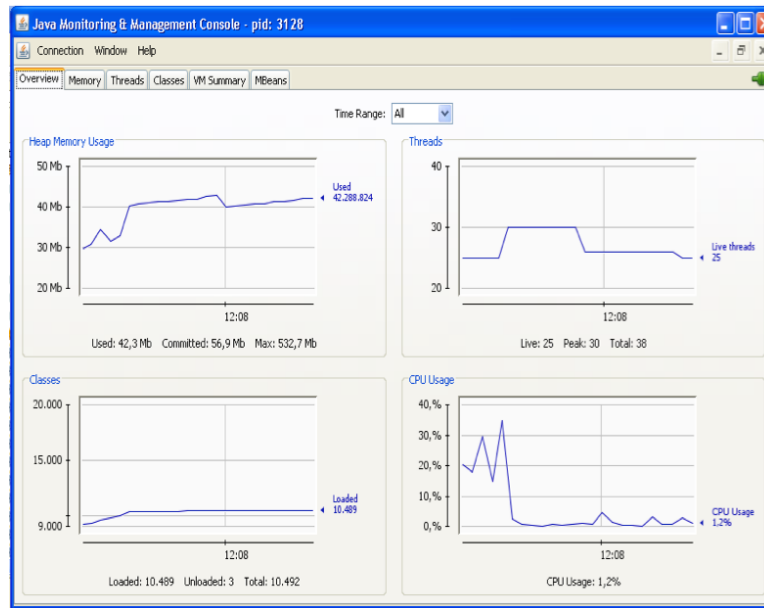 Java Monitoring & Management Console - pid: 3128
Connection Window Help
Overview Memory Threads Classes VM Summary MBeans
Time Range: All
Heap Memory Usage
50 Mb
40 Mb
30 Mb
20 Mb
Used
42.288.824
12:08
Used: 42,3 Mb Committed: 56,9 Mb Max: 532,7 Mb
Threads
40
30
20
Live threads
25
12:08
Live: 25 Peak: 30 Total: 38
Classes
20.000
15.000
9.000
Loaded
10.489
12:08
Loaded: 10.489 Unloaded: 3 Total: 10.492
CPU Usage
40,%
30,%
20,%
10,%
0,%
CPU Usage
1,2%
12:08
CPU Usage: 1,2%